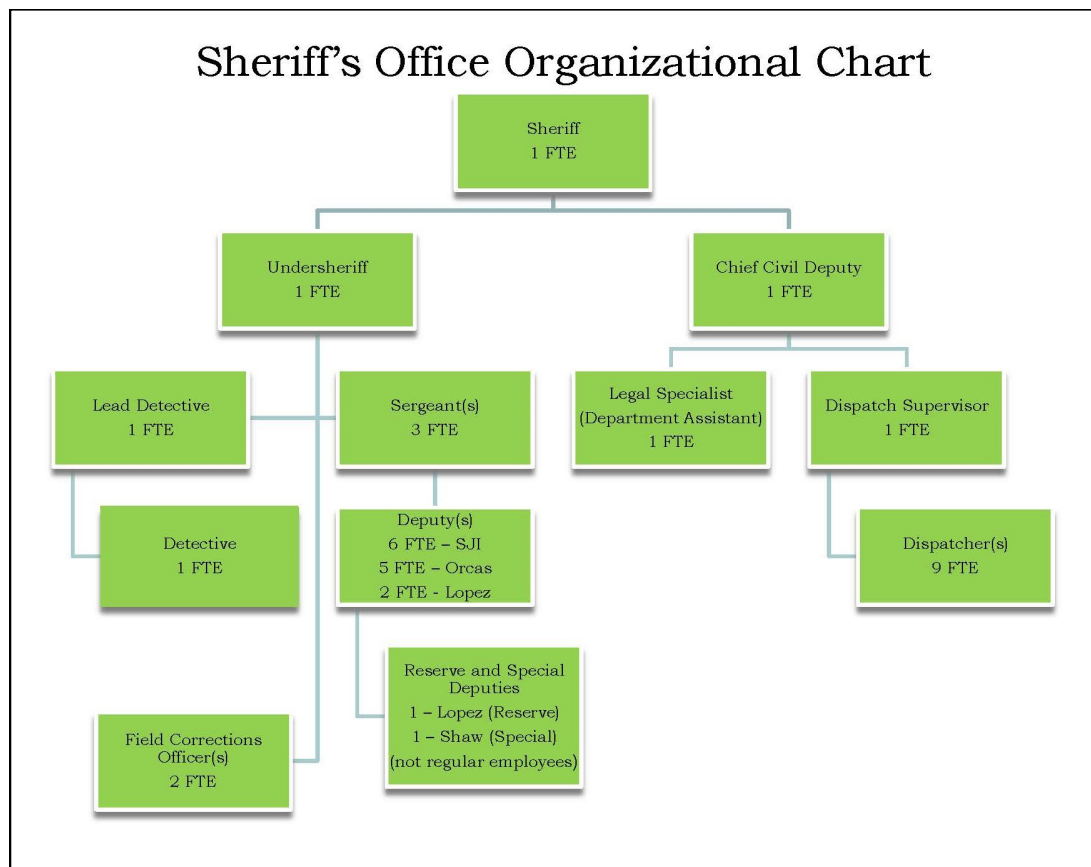 Sheriff's Office Organizational Chart
Sheriff
1 FTE
Undersheriff
1 FTE
Chief Civil Deputy
1 FTE
Lead Detective
1 FTE
Sergeant(s)
3 FTE
Legal Specialist
(Department Assistant)
1 FTE
Dispatch Supervisor
1 FTE
Detective
1 FTE
Deputy(s)
6 FTE – SJI
5 FTE – Orcas
2 FTE - Lopez
Dispatcher(s)
9 FTE
Reserve and Special
Deputies
1 – Lopez (Reserve)
1 – Shaw (Special)
(not regular employees)
Field Corrections
Officer(s)
2 FTE